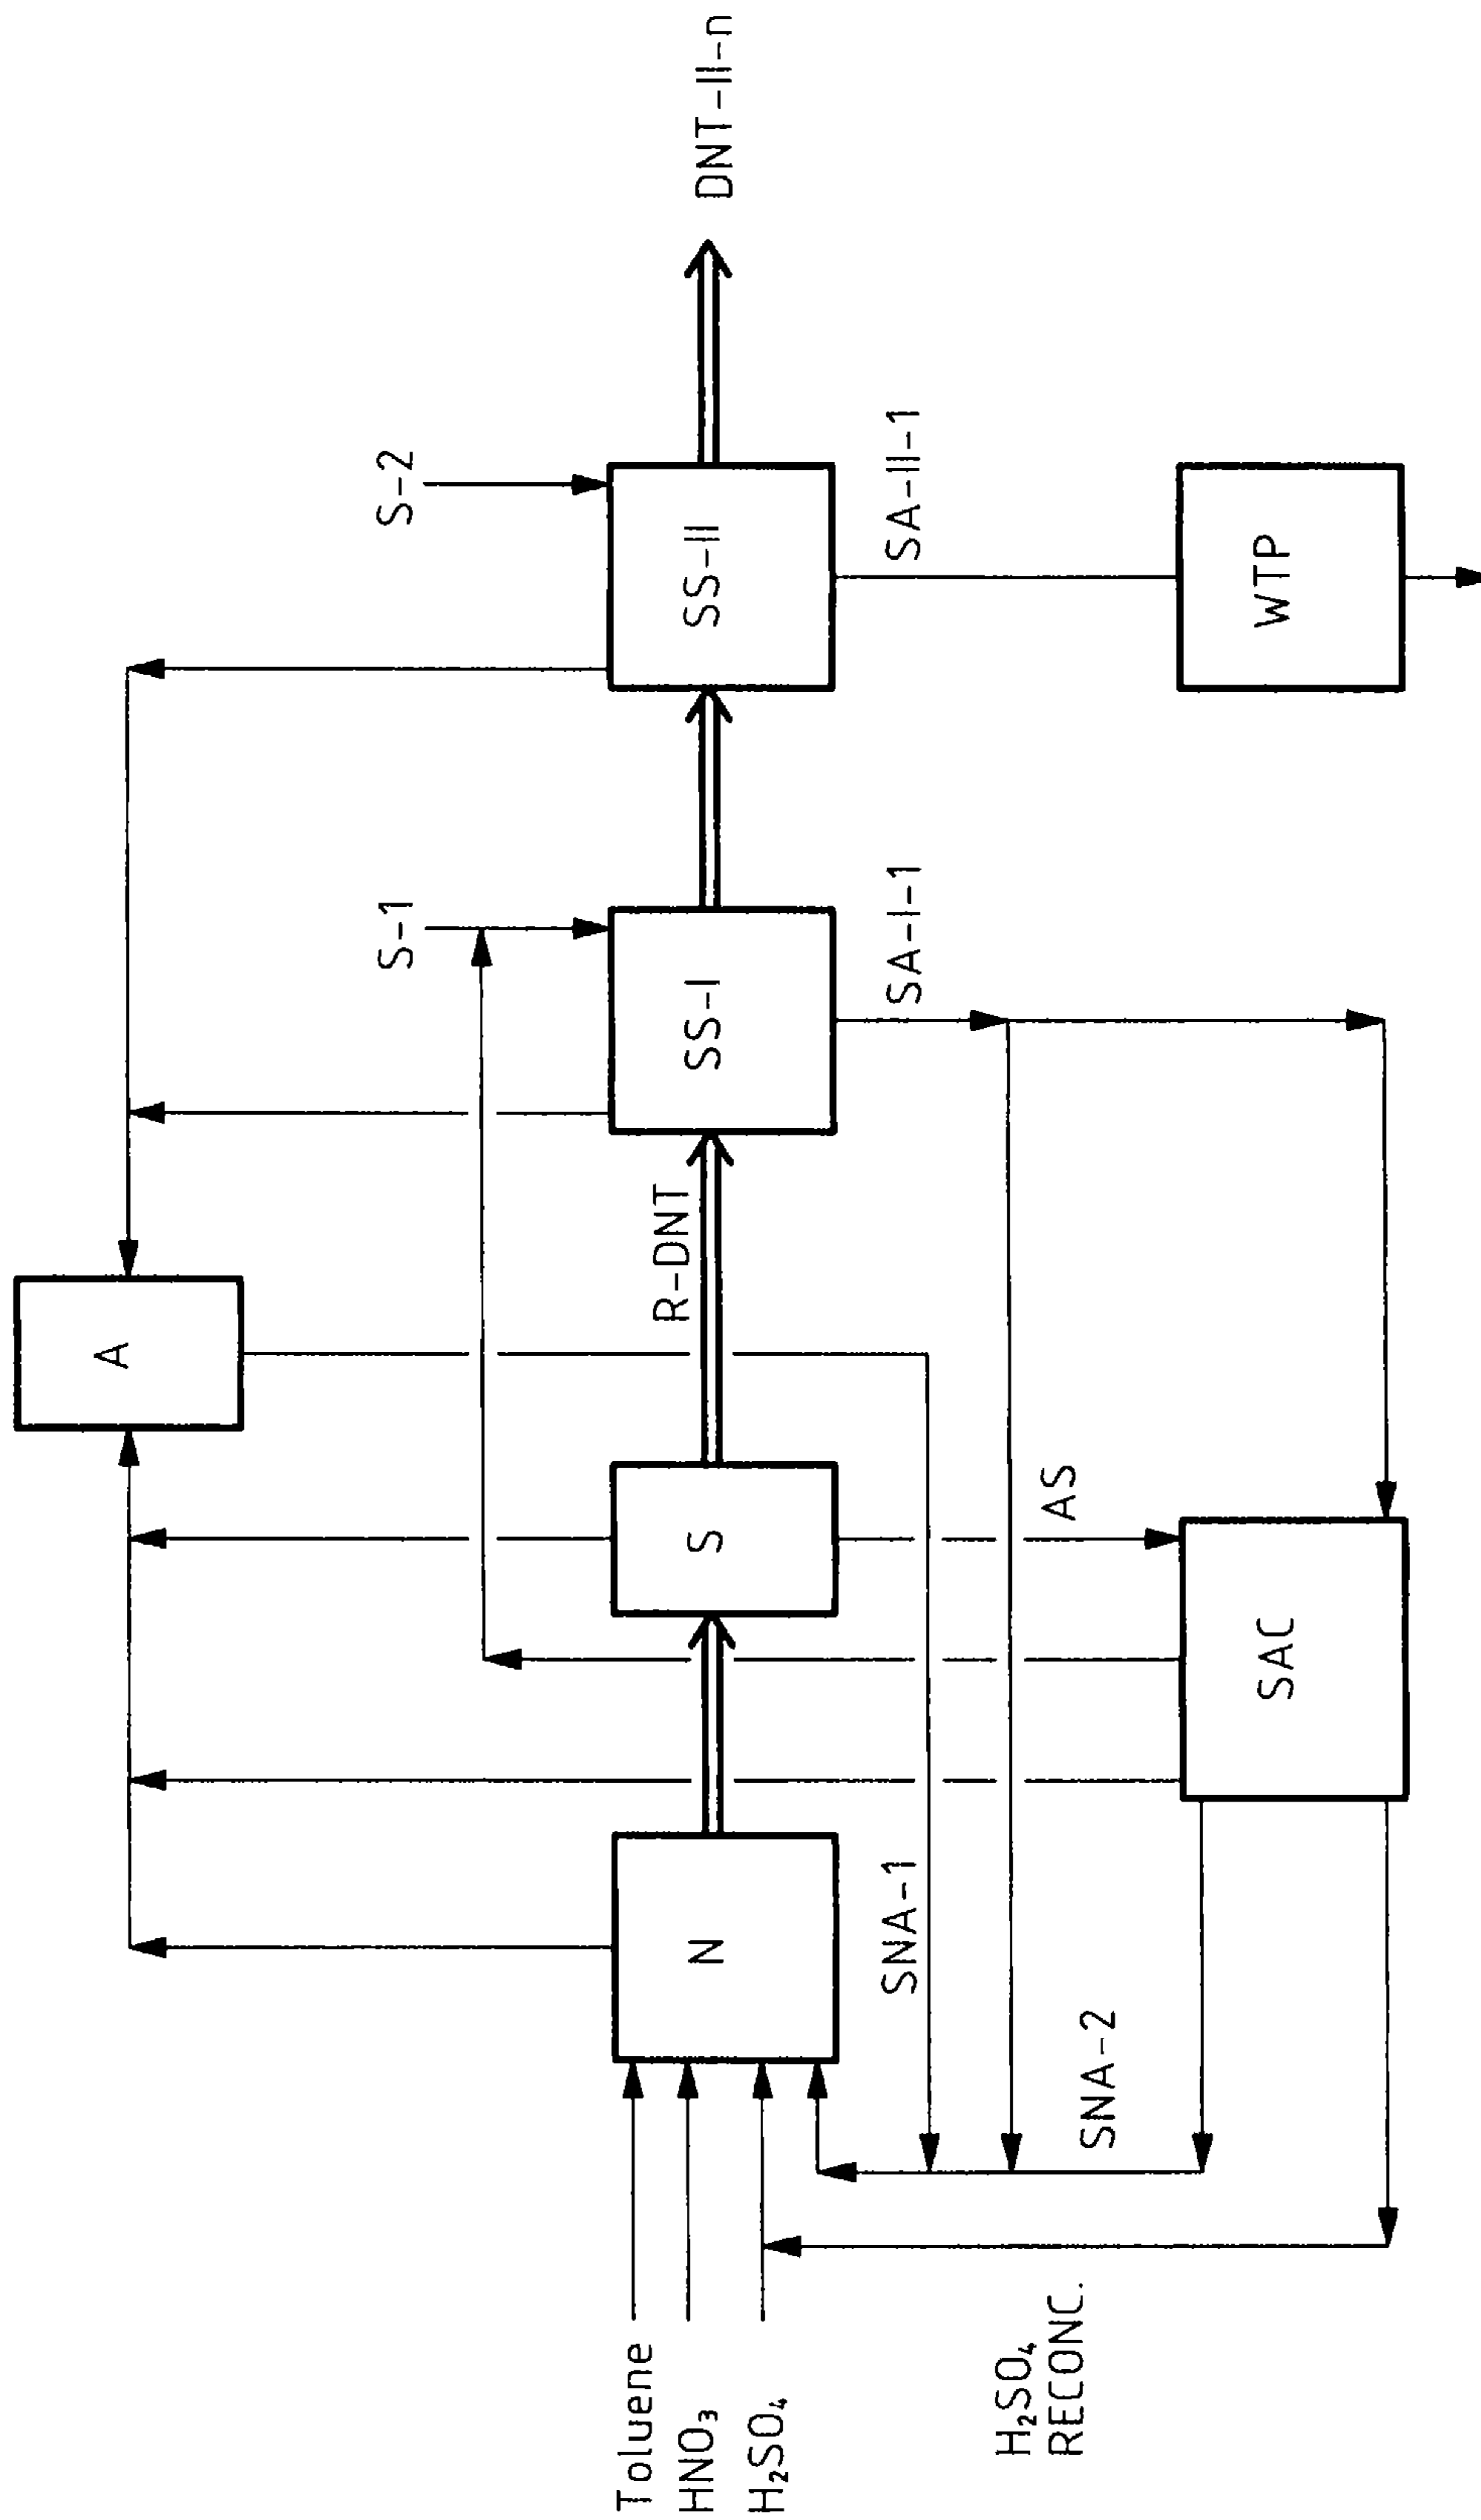 Toluene
HNO₃
H₂SO₄
H₂SO₄
RECONC.
N
S
SS-I
SS-II
A
SAC
WTP
R-DNT
DNT-II-n
S-1
S-2
SA-I-1
SA-II-1
AS
SNA-1
SNA-2